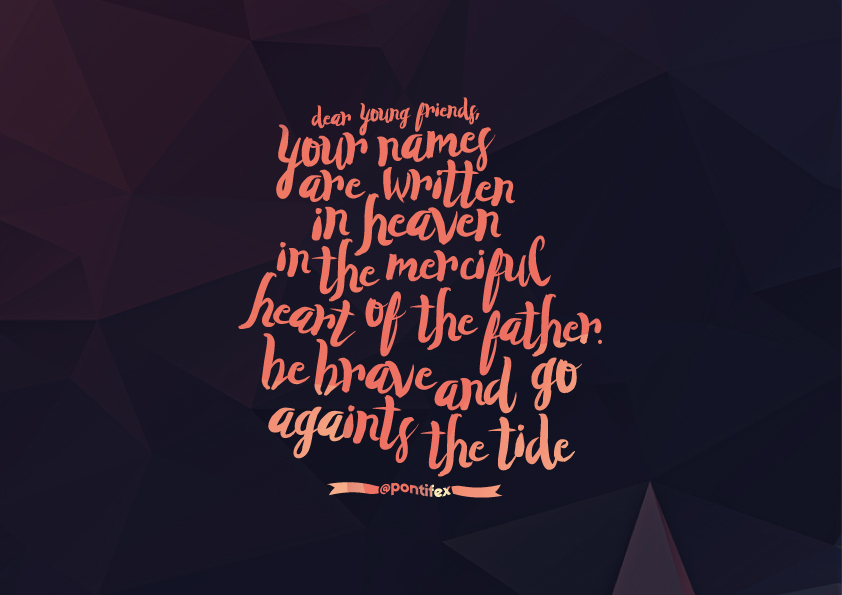 dear young friends,
your names
are written
in heaven
in the merciful
heart of the father.
be brave and go
againts the tide
@pontifex